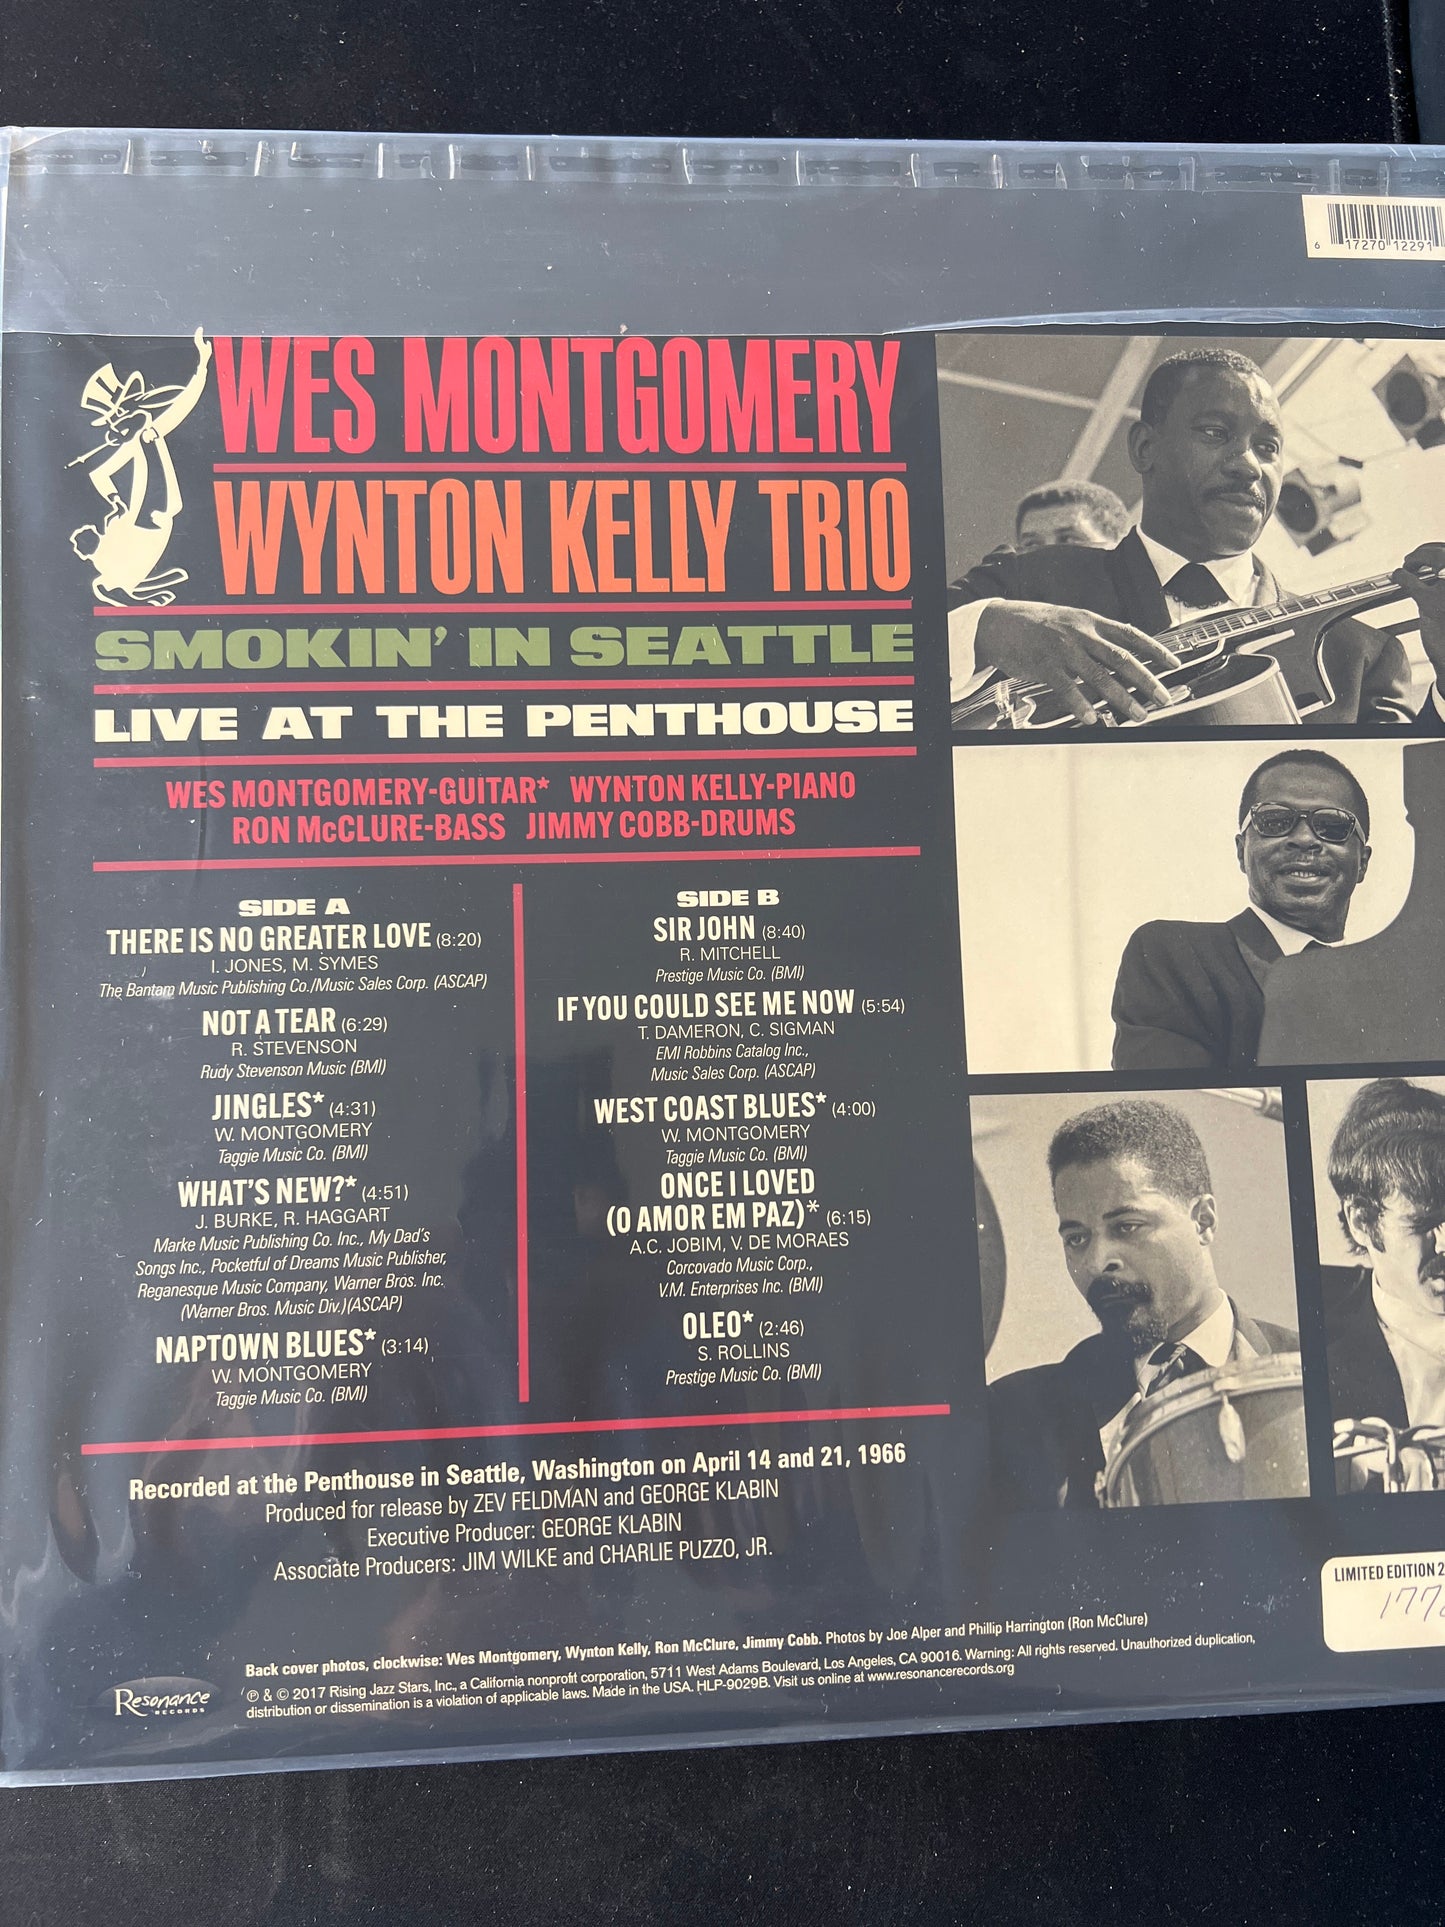 6 17270 12291
WES MONTGOMERY
WYNTON KELLY TRIO
SMOKIN' IN SEATTLE
LIVE AT THE PENTHOUSE
WES MONTGOMERY-GUITAR* WYNTON KELLY-PIANO
RON McCLURE-BASS JIMMY COBB-DRUMS
SIDE A
THERE IS NO GREATER LOVE (8:20)
I. JONES, M. SYMES
The Bantam Music Publishing Co./Music Sales Corp. (ASCAP)
NOT A TEAR (6:29)
R. STEVENSON
Rudy Stevenson Music (BMI)
JINGLES* (4:31)
W. MONTGOMERY
Taggie Music Co. (BMI)
WHAT'S NEW?* (4:51)
J. BURKE, R. HAGGART
Marke Music Publishing Co. Inc., My Dad's
Songs Inc., Pocketful of Dreams Music Publisher,
Reganesque Music Company, Warner Bros. Inc.
(Warner Bros. Music Div.)(ASCAP)
NAPTOWN BLUES* (3:14)
W. MONTGOMERY
Taggie Music Co. (BMI)
SIDE B
SIR JOHN (8:40)
R. MITCHELL
Prestige Music Co. (BMI)
IF YOU COULD SEE ME NOW (5:54)
T. DAMERON, C. SIGMAN
EMI Robbins Catalog Inc.,
Music Sales Corp. (ASCAP)
WEST COAST BLUES* (4:00)
W. MONTGOMERY
Taggie Music Co. (BMI)
ONCE I LOVED
(O AMOR EM PAZ)* (6:15)
A.C. JOBIM, V. DE MORAES
Corcovado Music Corp.,
V.M. Enterprises Inc. (BMI)
OLEO* (2:46)
S. ROLLINS
Prestige Music Co. (BMI)
Recorded at the Penthouse in Seattle, Washington on April 14 and 21, 1966
Produced for release by ZEV FELDMAN and GEORGE KLABIN
Executive Producer: GEORGE KLABIN
Associate Producers: JIM WILKE and CHARLIE PUZZO, JR.
LIMITED EDITION 2
177
Back cover photos, clockwise: Wes Montgomery, Wynton Kelly, Ron McClure, Jimmy Cobb. Photos by Joe Alper and Phillip Harrington (Ron McClure)
℗ & © 2017 Rising Jazz Stars, Inc., a California nonprofit corporation, 5711 West Adams Boulevard, Los Angeles, CA 90016. Warning: All rights reserved. Unauthorized duplication,
distribution or dissemination is a violation of applicable laws. Made in the USA. HLP-9029B. Visit us online at www.resonancerecords.org
Resonance
RECORDS